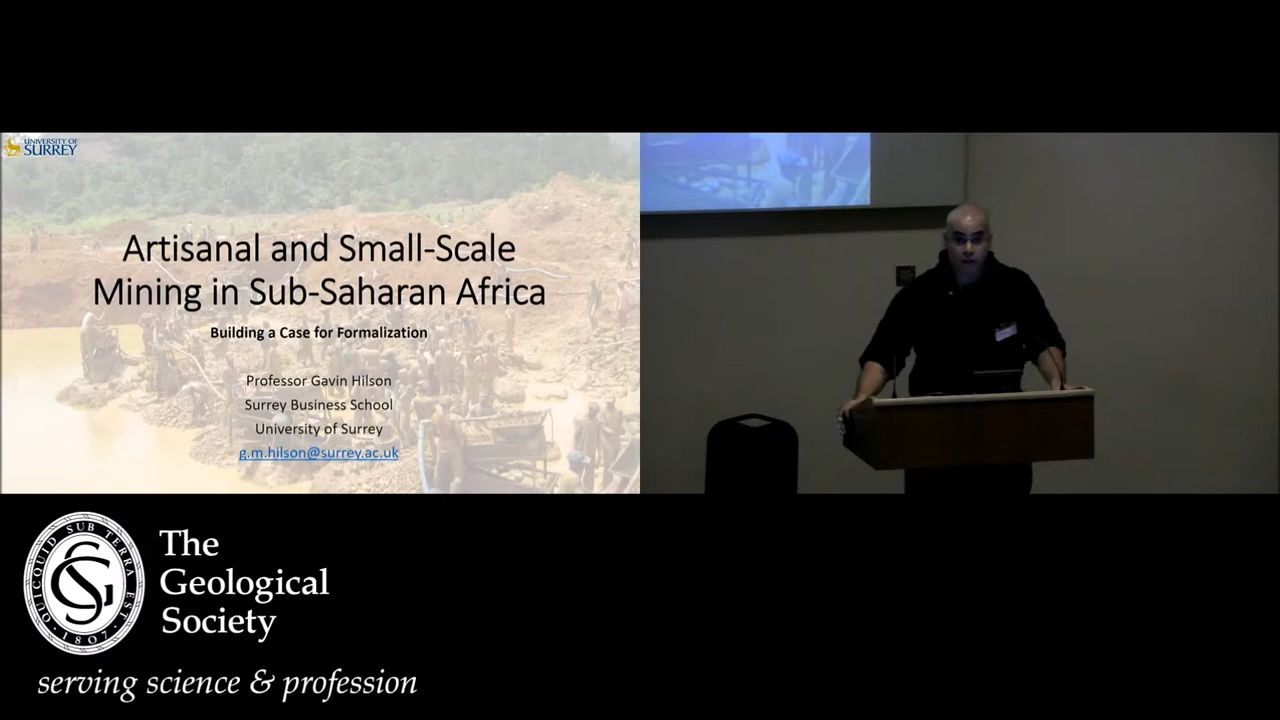 UNIVERSITY OF
SURREY
Artisanal and Small-Scale
Mining in Sub-Saharan Africa
Building a Case for Formalization
Professor Gavin Hilson
Surrey Business School
University of Surrey
g.m.hilson@surrey.ac.uk
QUICQUID SUB TERRA EST
1807
The
Geological
Society
serving science & profession